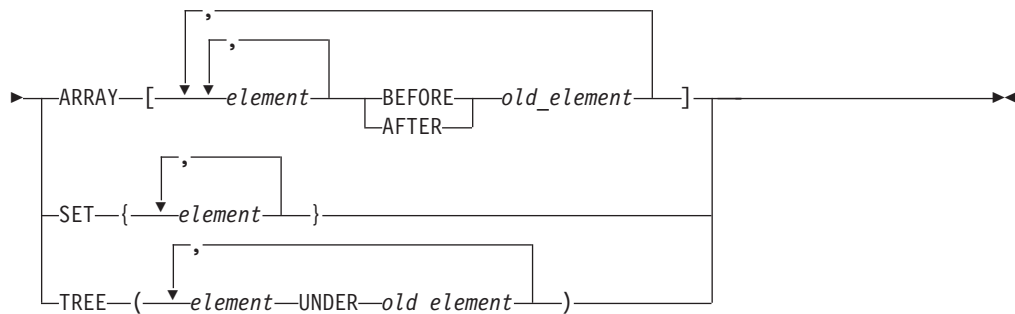 ,
,
ARRAY [ element BEFORE old_element ]
AFTER
,
SET { element }
,
TREE ( element UNDER old element )